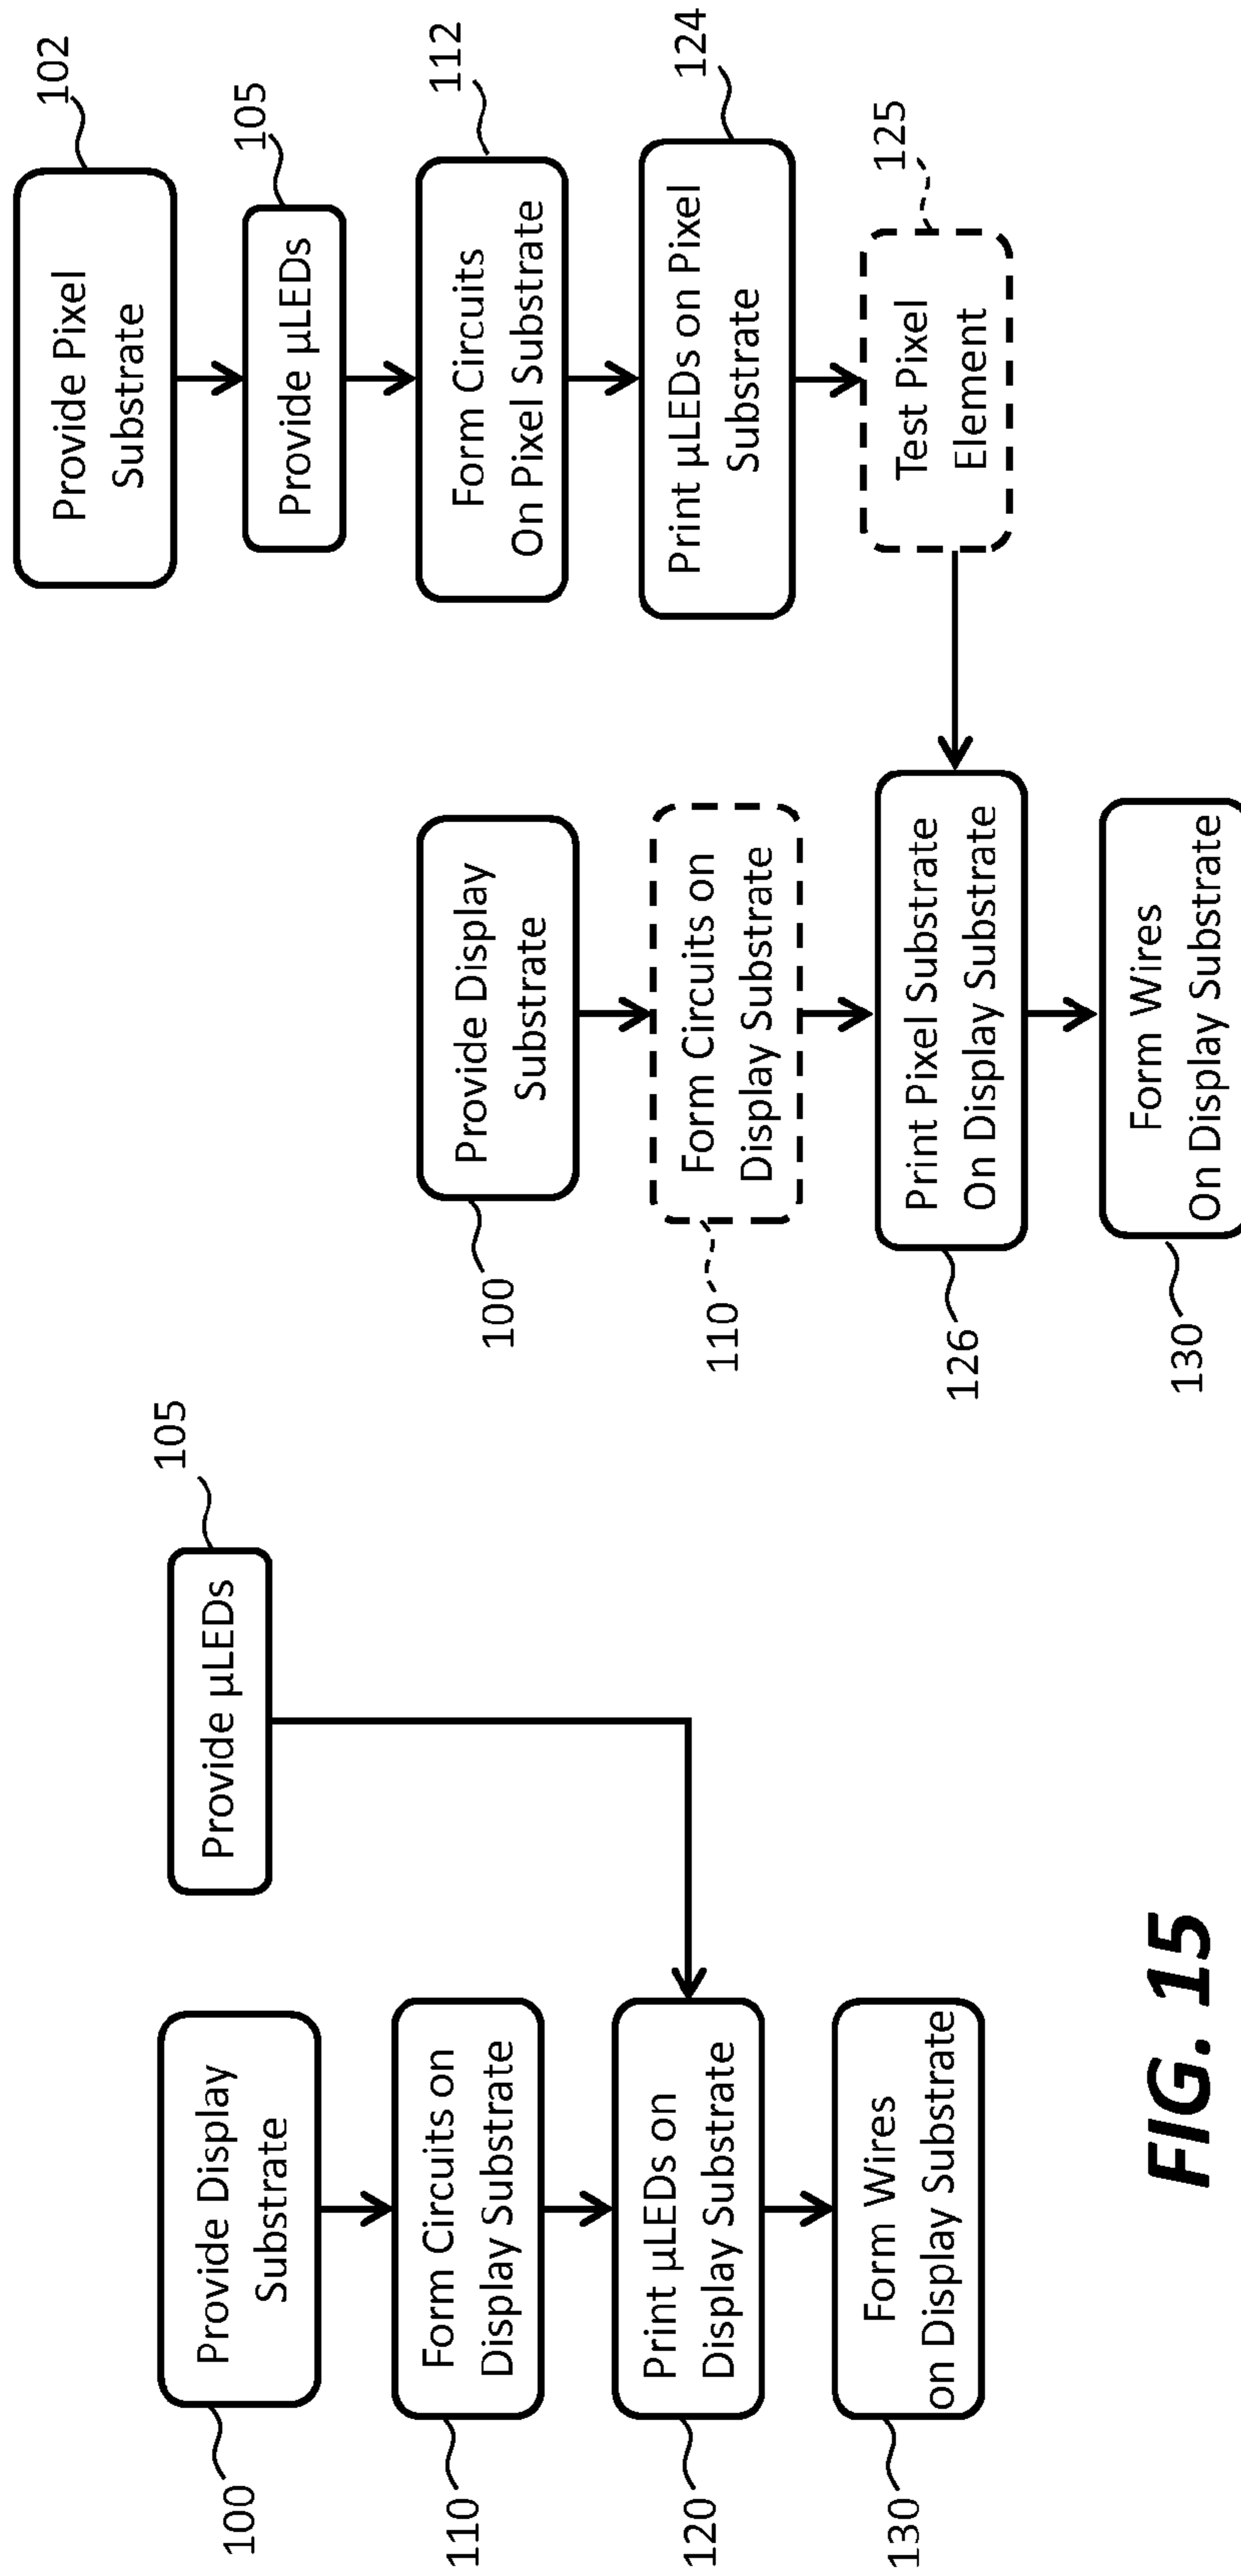 100
Provide Display
Substrate
110
Form Circuits on
Display Substrate
120
Print µLEDs on
Display Substrate
130
Form Wires
on Display Substrate
Provide µLEDs
105
FIG. 15
100
Provide Display
Substrate
110
Form Circuits on
Display Substrate
126
Print Pixel Substrate
On Display Substrate
130
Form Wires
On Display Substrate
Provide Pixel
Substrate
102
Provide µLEDs
105
Form Circuits
On Pixel Substrate
112
Print µLEDs on Pixel
Substrate
124
Test Pixel
Element
125